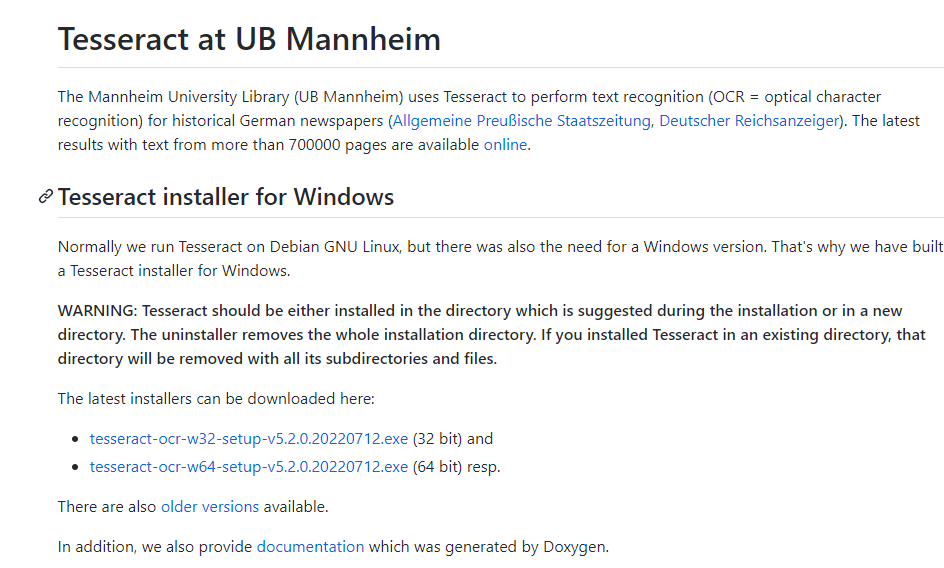 Tesseract at UB Mannheim
The Mannheim University Library (UB Mannheim) uses Tesseract to perform text recognition (OCR = optical character
recognition) for historical German newspapers (Allgemeine Preußische Staatszeitung, Deutscher Reichsanzeiger). The latest
results with text from more than 700000 pages are available online.
Tesseract installer for Windows
Normally we run Tesseract on Debian GNU Linux, but there was also the need for a Windows version. That's why we have built
a Tesseract installer for Windows.
WARNING: Tesseract should be either installed in the directory which is suggested during the installation or in a new
directory. The uninstaller removes the whole installation directory. If you installed Tesseract in an existing directory, that
directory will be removed with all its subdirectories and files.
The latest installers can be downloaded here:
• tesseract-ocr-w32-setup-v5.2.0.20220712.exe (32 bit) and
• tesseract-ocr-w64-setup-v5.2.0.20220712.exe (64 bit) resp.
There are also older versions available.
In addition, we also provide documentation which was generated by Doxygen.